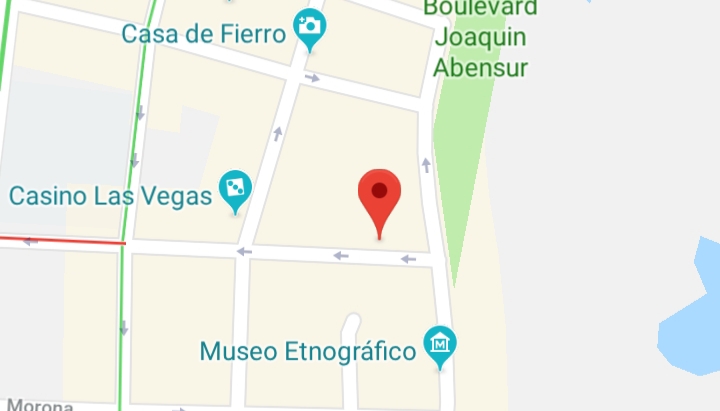 Boulevard
Joaquin
Abensur
Casa de Fierro
Casino Las Vegas
Museo Etnográfico
Morona